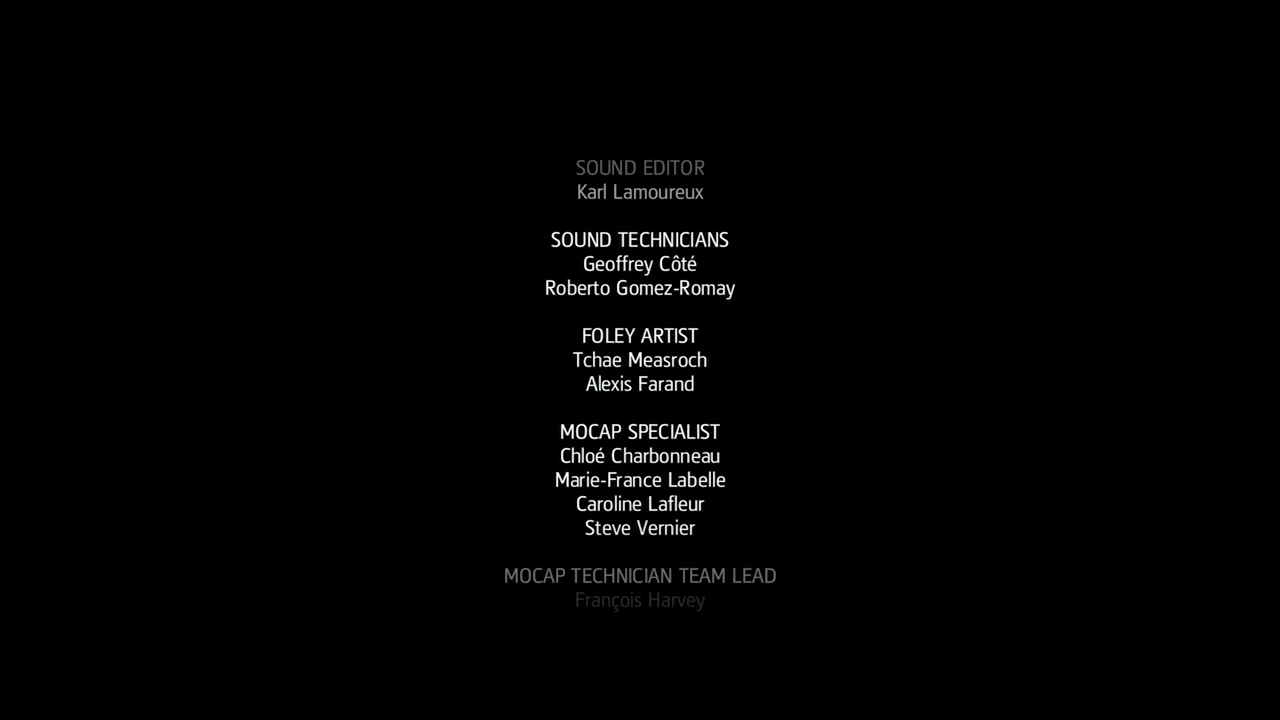 SOUND EDITOR
Karl Lamoureux
SOUND TECHNICIANS
Geoffrey Côté
Roberto Gomez-Romay
FOLEY ARTIST
Tchae Measroch
Alexis Farand
MOCAP SPECIALIST
Chloé Charbonneau
Marie-France Labelle
Caroline Lafleur
Steve Vernier
MOCAP TECHNICIAN TEAM LEAD
François Harvey